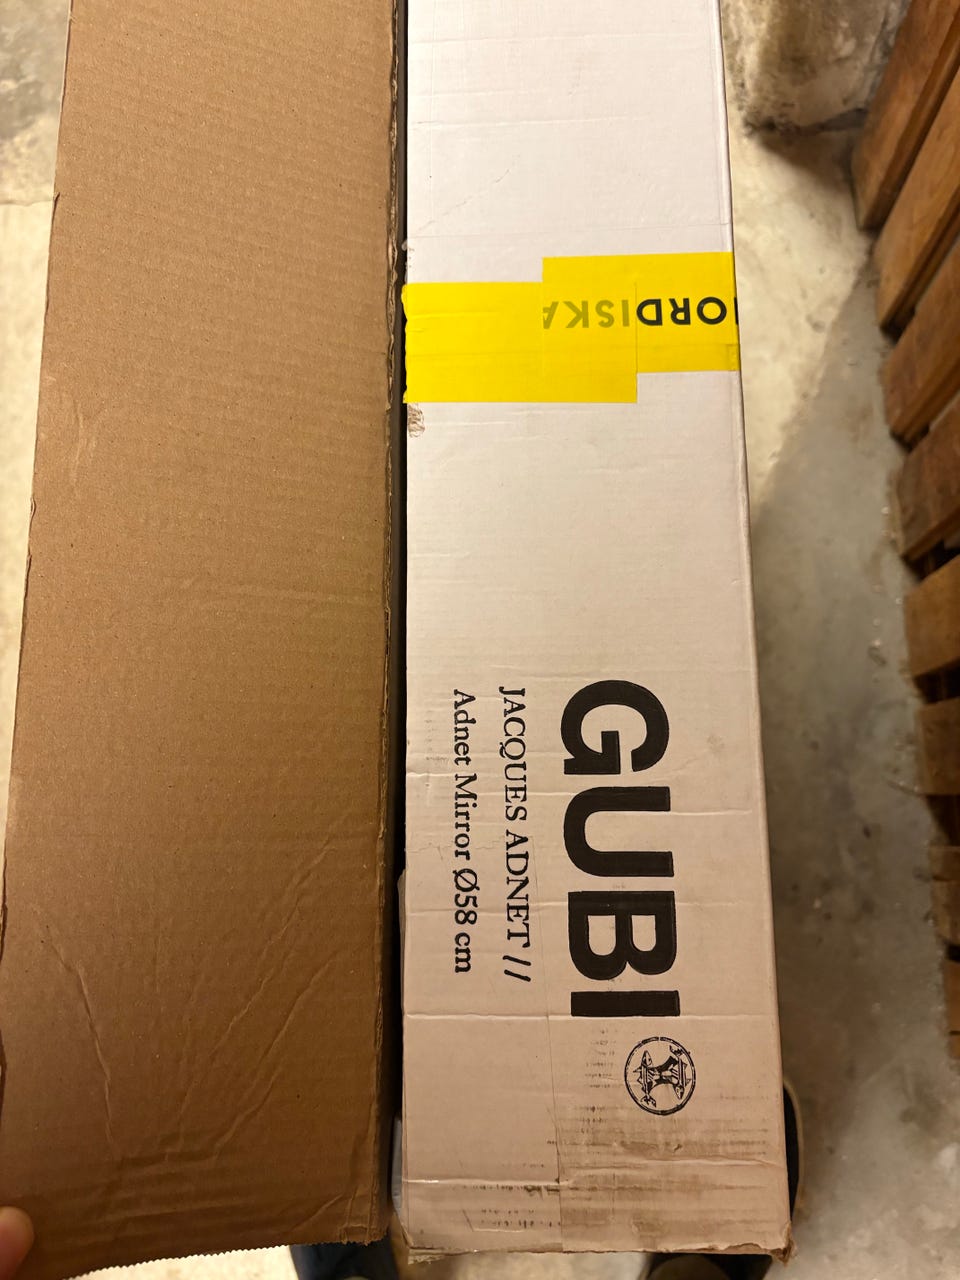 GUBI
JACQUES ADNET //
Adnet Mirror Ø58 cm
ORDISKA